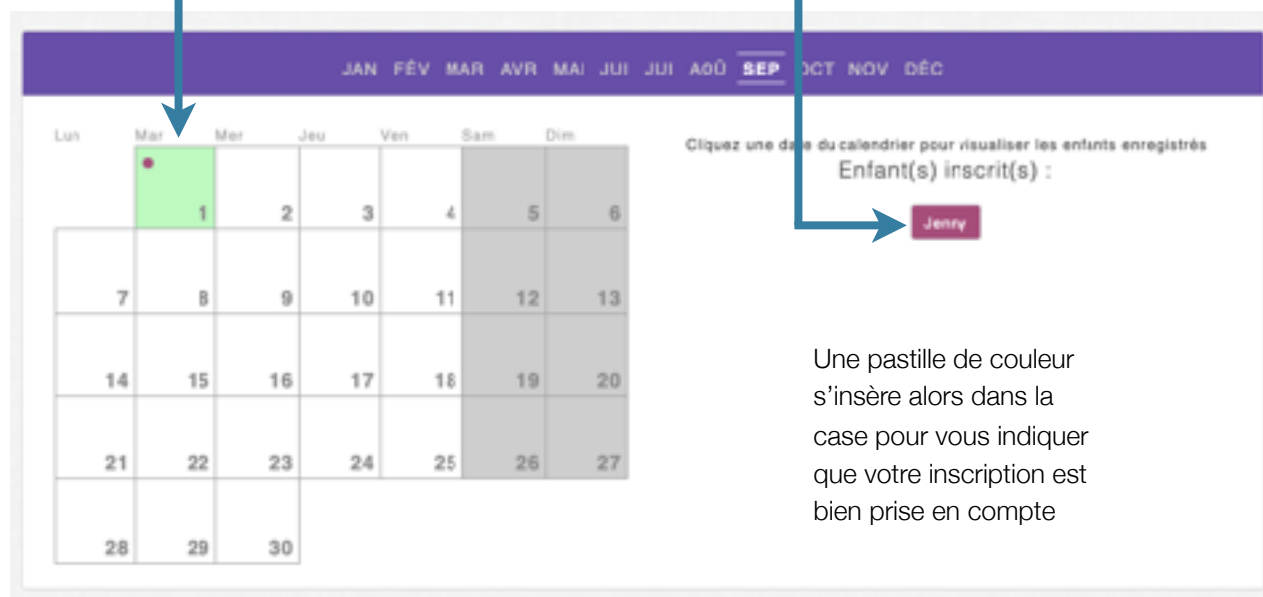 JAN FÉV MAR AVR MAI JUI JUI AOÛ SEP OCT NOV DÉC
Lun Mar Mer Jeu Ven Sam Dim
1 2 3 4 5 6
7 8 9 10 11 12 13
14 15 16 17 18 19 20
21 22 23 24 25 26 27
28 29 30
Cliquez une date du calendrier pour visualiser les enfants enregistrés
Enfant(s) inscrit(s) :
Jenny
Une pastille de couleur
s’insère alors dans la
case pour vous indiquer
que votre inscription est
bien prise en compte